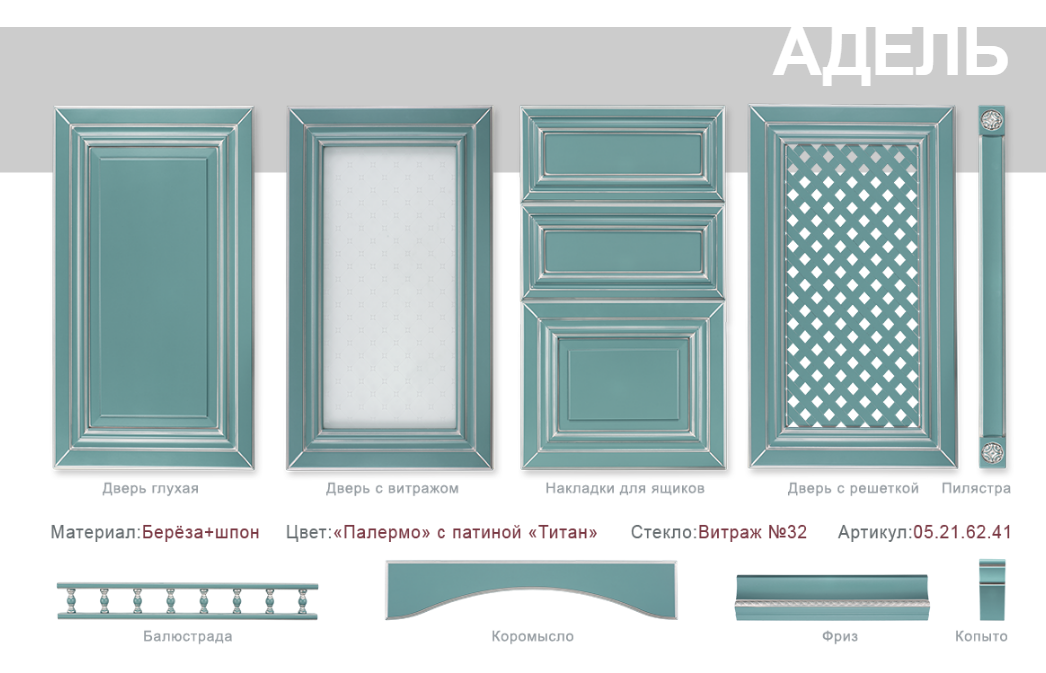 АДЕЛЬ
Дверь глухая
Дверь с витражом
Накладки для ящиков
Дверь с решеткой
Пилястра
Материал:Берёза+шпон
Цвет:«Палермо» с патиной «Титан»
Стекло:Витраж №32
Артикул:05.21.62.41
Балюстрада
Коромысло
Фриз
Копыто